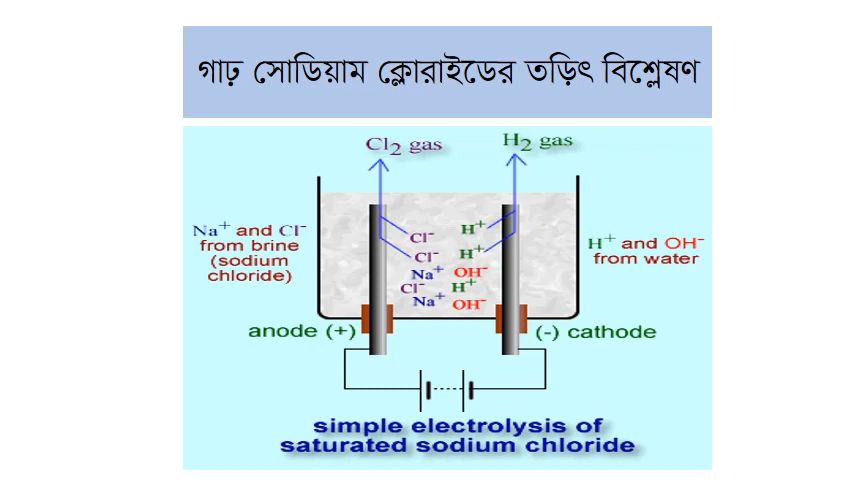 গাঢ় সোডিয়াম ক্লোরাইডের তড়িৎ বিশ্লেষণ
Cl2 gas
H2 gas
Na+ and Cl-
from brine
(sodium
chloride)
Cl-
Cl-
Na+
Cl-
Na+
H+
H+
OH-
H+
OH-
H+ and OH-
from water
anode (+)
(-) cathode
simple electrolysis of
saturated sodium chloride